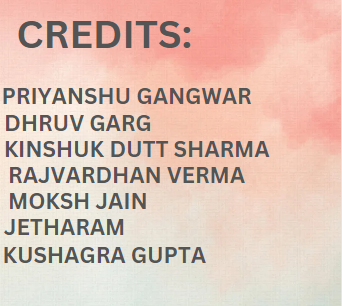 CREDITS:
PRIYANSHU GANGWAR
DHRUV GARG
KINSHUK DUTT SHARMA
RAJVARDHAN VERMA
MOKSH JAIN
JETHARAM
KUSHAGRA GUPTA